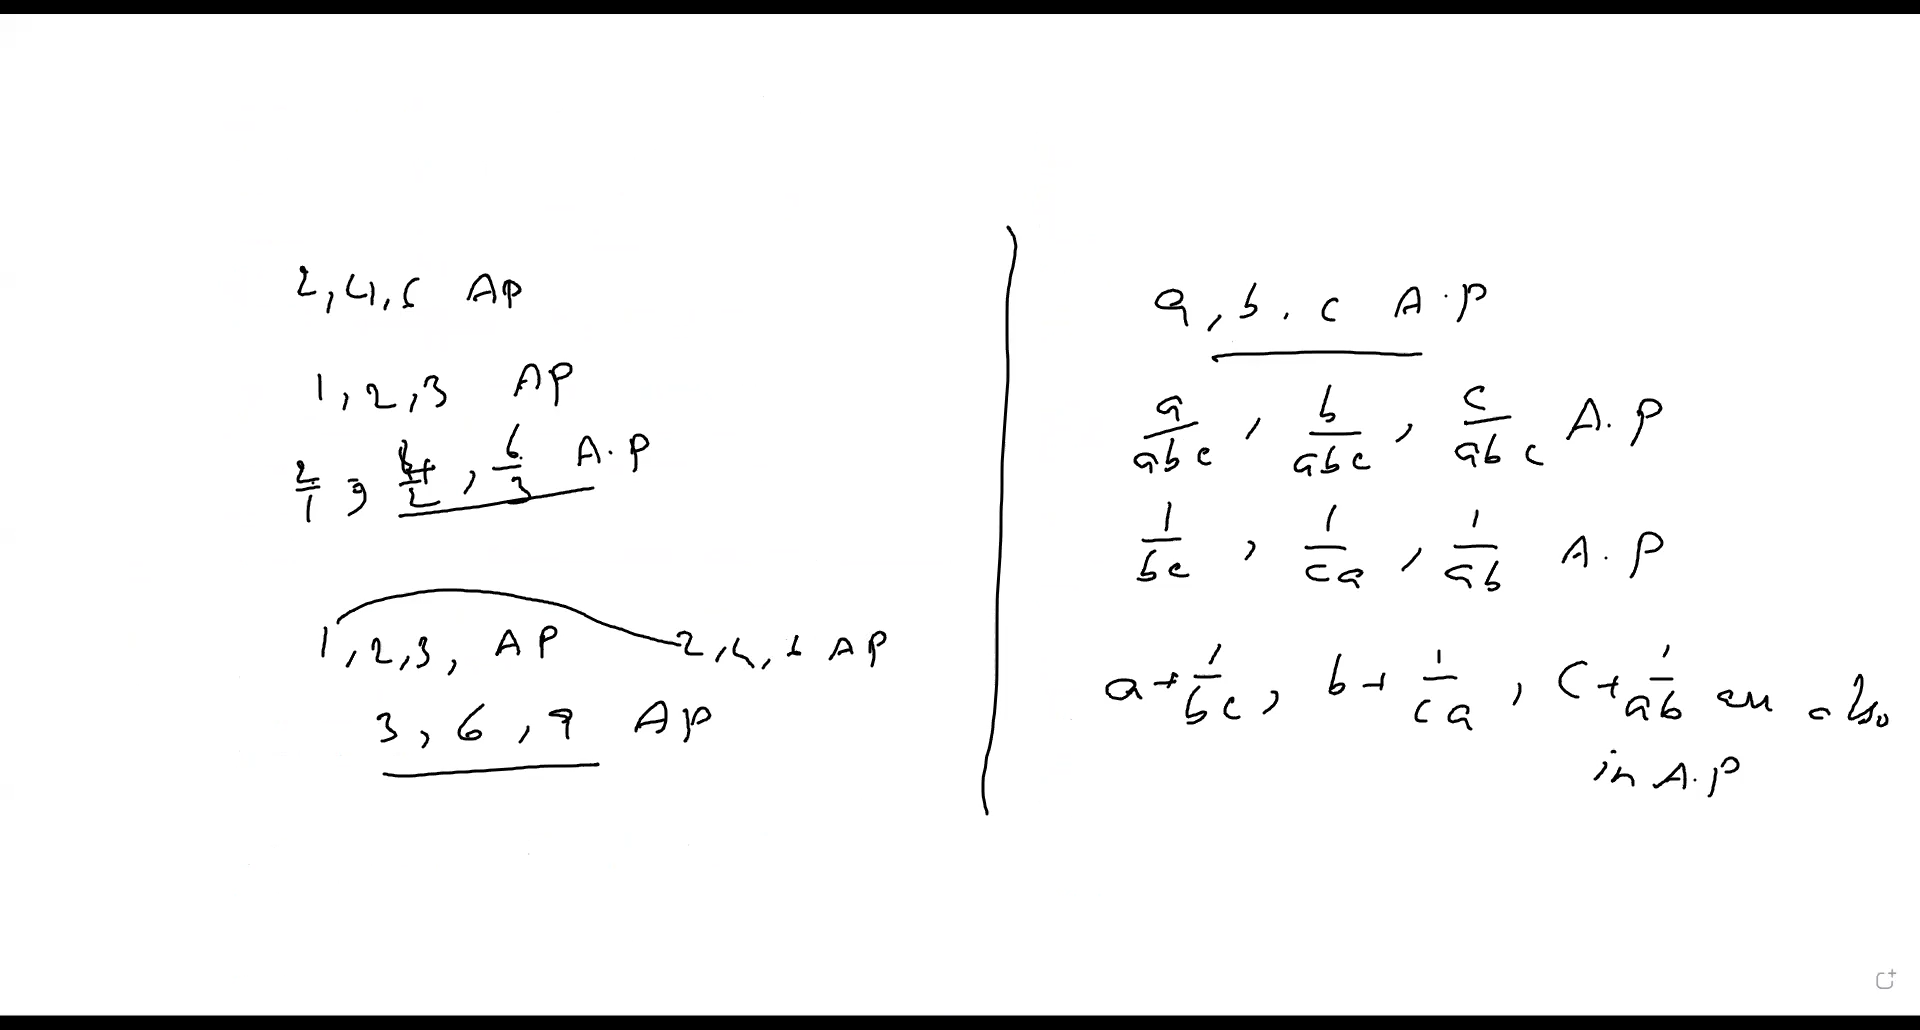 2, 4, 6 AP
1, 2, 3 AP
2/1, 4/2, 6/3 A.P
1, 2, 3, AP 2, 4, 6 AP
3, 6, 9 AP
a, b, c A.P
a/abc, b/abc, c/abc A.P
1/bc, 1/ca, 1/ab A.P
a+1/bc, b+1/ca, c+1/ab are also
in A.P